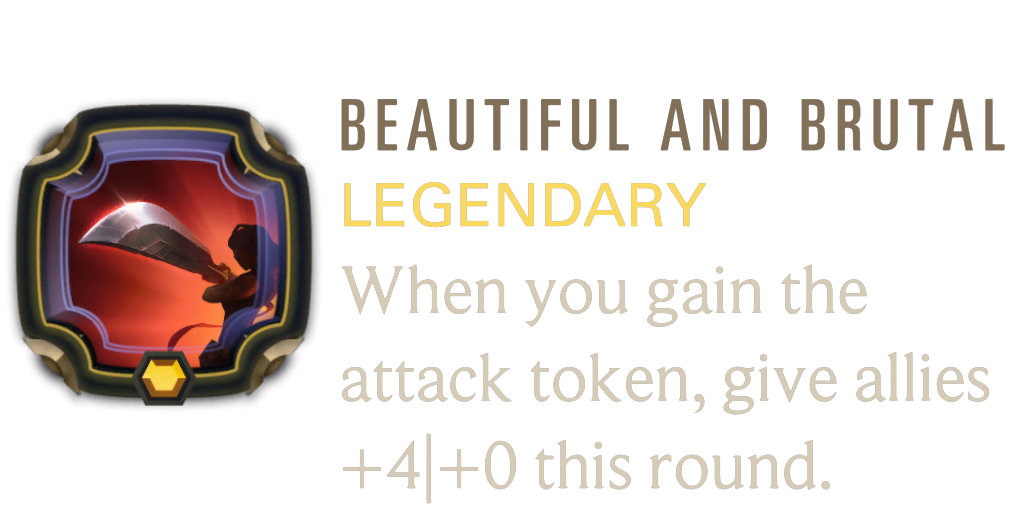 BEAUTIFUL AND BRUTAL
LEGENDARY
When you gain the
attack token, give allies
+4|+0 this round.